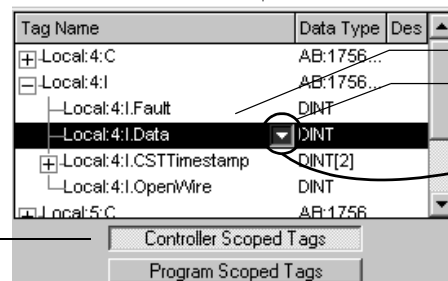 Tag Name Data Type Des
Local:4:C AB:1756...
Local:4:I AB:1756...
Local:4:I.Fault DINT
Local:4:I.Data DINT
Local:4:I.CSTTimestamp DINT[2]
Local:4:I.OpenWire DINT
Local:5:C AB:1756
Controller Scoped Tags
Program Scoped Tags